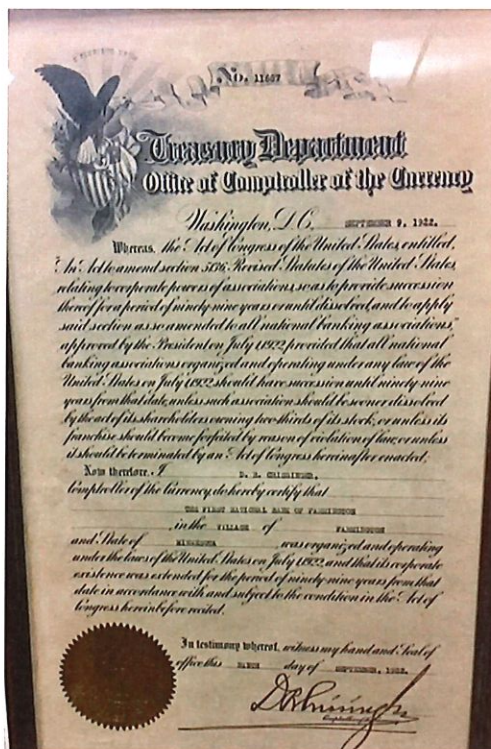 No. 11687
Treasury Department
Office of Comptroller of the Currency
Washington, D.C. SEPTEMBER 9, 1922.
Whereas, the Act of Congress of the United States, entitled,
"An Act to amend section 5136, Revised Statutes of the United States,
relating to corporate powers of associations, so as to provide succession
thereof for a period of ninety-nine years or until dissolved, and to apply
said section as so amended to all national banking associations,"
approved by the President on July 1, 1922, provided that all national
banking associations organized and operating under any law of the
United States on July 1, 1922 should have succession until ninety-nine
years from that date, unless such association should be sooner dissolved
by the act of its shareholders owning two-thirds of its stock, or unless its
franchise should become forfeited by reason of violation of law, or unless
it should be terminated by an Act of Congress hereinafter enacted;
Now therefore, I D. R. CRISSINGER,
Comptroller of the Currency, do hereby certify that
THE FIRST NATIONAL BANK OF FARMINGTON
, in the VILLAGE of FARMINGTON
and State of MINNESOTA was organized and operating
under the laws of the United States on July 1, 1922, and that its corporate
existence was extended for the period of ninety-nine years from that
date in accordance with and subject to the condition in the Act of
Congress hereinbefore recited.
In testimony whereof, witness my hand and Seal of
office this NINTH day of SEPTEMBER, 1922.
Comptroller of the Currency